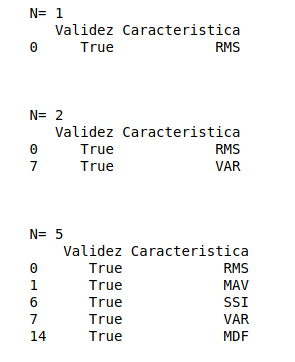 N= 1
Validez Caracteristica
0 True RMS
N= 2
Validez Caracteristica
0 True RMS
7 True VAR
N= 5
Validez Caracteristica
0 True RMS
1 True MAV
6 True SSI
7 True VAR
14 True MDF